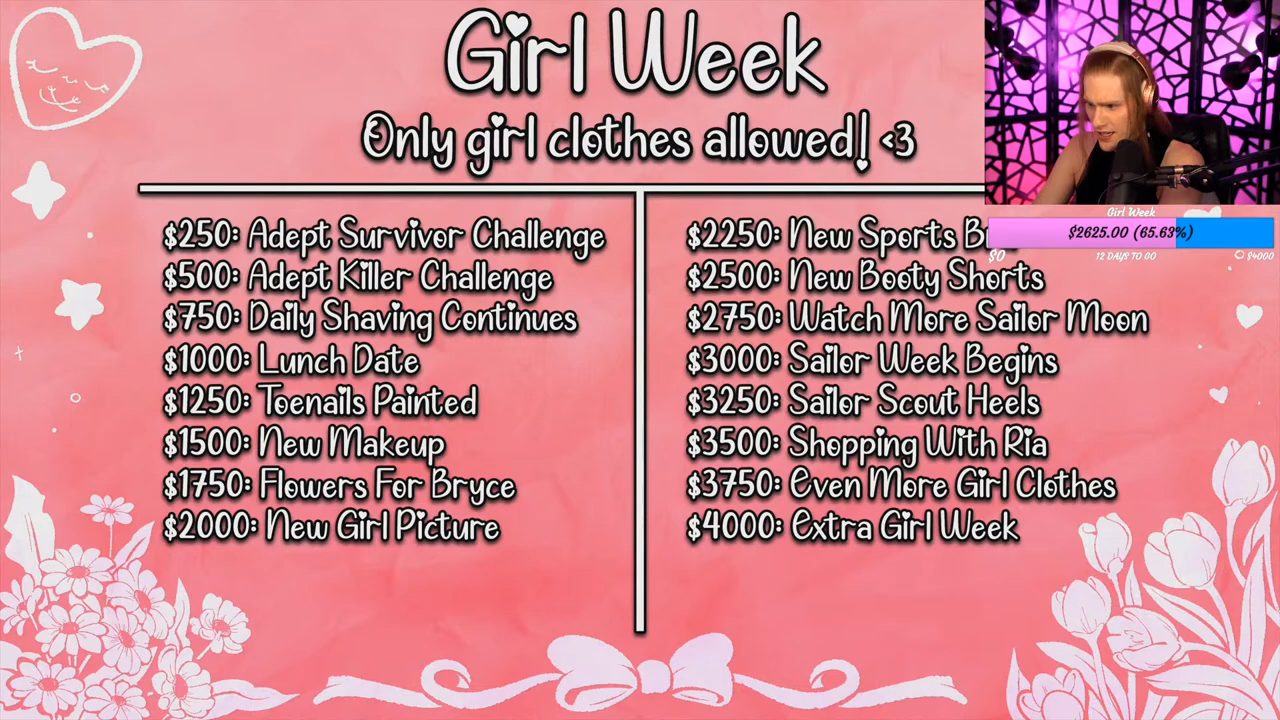 Girl Week
Only girl clothes allowed! <3
$250: Adept Survivor Challenge
$500: Adept Killer Challenge
$750: Daily Shaving Continues
$1000: Lunch Date
$1250: Toenails Painted
$1500: New Makeup
$1750: Flowers For Bryce
$2000: New Girl Picture
$2250: New Sports
$2500: New Booty Shorts
$2750: Watch More Sailor Moon
$3000: Sailor Week Begins
$3250: Sailor Scout Heels
$3500: Shopping With Ria
$3750: Even More Girl Clothes
$4000: Extra Girl Week
Girl Week
$2625.00 (65.63%)
$0 12 DAYS TO GO $4000